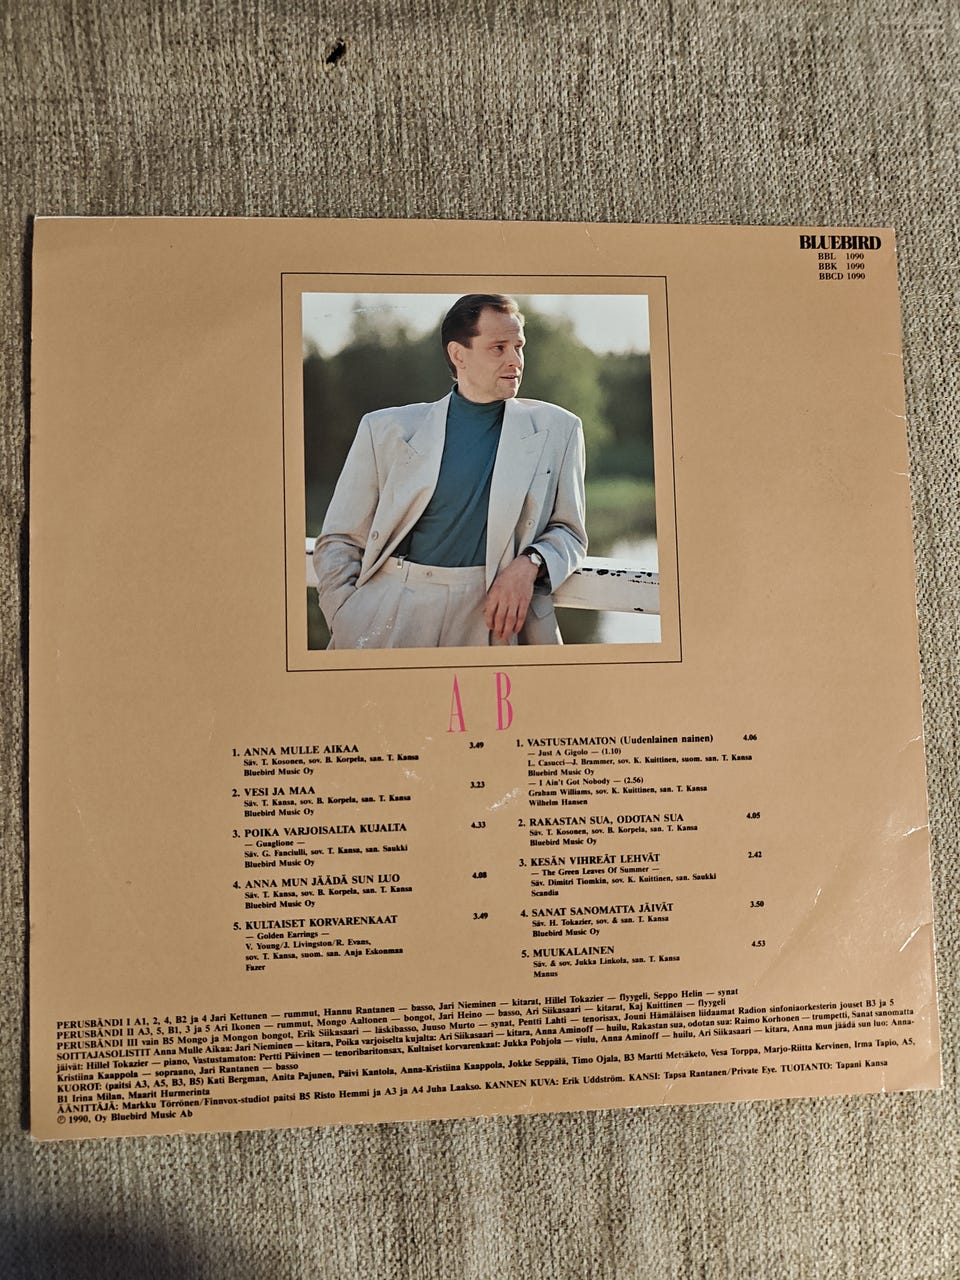 BLUEBIRD
BBL 1090
BBK 1090
BBCD 1090
A B
1. ANNA MULLE AIKAA 3.49
Säv. T. Kosonen, sov. B. Korpela, san. T. Kansa
Bluebird Music Oy
2. VESI JA MAA 3.23
Säv. T. Kansa, sov. B. Korpela, san. T. Kansa
Bluebird Music Oy
3. POIKA VARJOISALTA KUJALTA 4.33
— Guaglione —
Säv. G. Fanciulli, sov. T. Kansa, san. Saukki
Bluebird Music Oy
4. ANNA MUN JÄÄDÄ SUN LUO 4.08
Säv. T. Kansa, sov. B. Korpela, san. T. Kansa
Bluebird Music Oy
5. KULTAISET KORVARENKAAT 3.49
— Golden Earrings —
V. Young/J. Livingston/R. Evans,
sov. T. Kansa, suom. san. Anja Eskonmaa
Fazer
1. VASTUSTAMATON (Uudenlainen nainen) 4.06
— Just A Gigolo — (1.10)
L. Casucci—J. Brammer, sov. K. Kuittinen, suom. san. T. Kansa
Bluebird Music Oy
— I Ain't Got Nobody — (2.56)
Graham Williams, sov. K. Kuittinen, san. T. Kansa
Wilhelm Hansen
2. RAKASTAN SUA, ODOTAN SUA 4.05
Säv. T. Kosonen, sov. B. Korpela, san. T. Kansa
Bluebird Music Oy
3. KESÄN VIHREÄT LEHVÄT 2.42
— The Green Leaves Of Summer —
Säv. Dimitri Tiomkin, sov. K. Kuittinen, san. Saukki
Scandia
4. SANAT SANOMATTA JÄIVÄT 3.50
Säv. H. Tokazier, sov. & san. T. Kansa
Bluebird Music Oy
5. MUUKALAINEN 4.53
Säv. & sov. Jukka Linkola, san. T. Kansa
Manus
PERUSBÄNDI I A1, 2, 4, B2 ja 4 Jari Kettunen — rummut, Hannu Rantanen — basso, Jari Nieminen — kitarat, Hillel Tokazier — flyygeli, Seppo Helin — synat
PERUSBÄNDI II A3, 5, B1, 3 ja 5 Ari Ikonen — rummut, Mongo Aaltonen — bongot, Jari Heino — basso, Ari Siikasaari — kitarat, Kaj Kuittinen — flyygeli
PERUSBÄNDI III vain B5 Mongo ja Mongon bongot, Erik Siikasaari — läskibasso, Juuso Murto — synat, Pentti Lahti — tenorisax, Jouni Hämäläisen liidaamat Radion sinfoniaorkesterin jouset B3 ja 5
SOITTAJASOLISTIT Anna Mulle Aikaa: Jari Nieminen — kitara, Poika varjoiselta kujalta: Ari Siikasaari — kitara, Anna Aminoff — huilu, Rakastan sua, odotan sua: Raimo Korhonen — trumpetti, Sanat sanomatta
jäivät: Hillel Tokazier — piano, Vastustamaton: Pertti Päivinen — tenoribaritonsax, Kultaiset korvarenkaat: Jukka Pohjola — viulu, Anna Aminoff — huilu, Ari Siikasaari — kitara, Anna mun jäädä sun luo: Anna-
Kristiina Kaappola — sopraano, Jari Rantanen — basso
KUOROT: (paitsi A3, A5, B3, B5) Kati Bergman, Anita Pajunen, Päivi Kantola, Anna-Kristiina Kaappola, Jokke Seppälä, Timo Ojala, B3 Martti Metsäketo, Vesa Torppa, Marjo-Riitta Kervinen, Irma Tapio, A5,
B1 Irina Milan, Maarit Hurmerinta
ÄÄNITTÄJÄ: Markku Törrönen/Finnvox-studiot paitsi B5 Risto Hemmi ja A3 ja A4 Juha Laakso. KANNEN KUVA: Erik Uddström. KANSI: Tapsa Rantanen/Private Eye. TUOTANTO: Tapani Kansa
℗ 1990, Oy Bluebird Music Ab